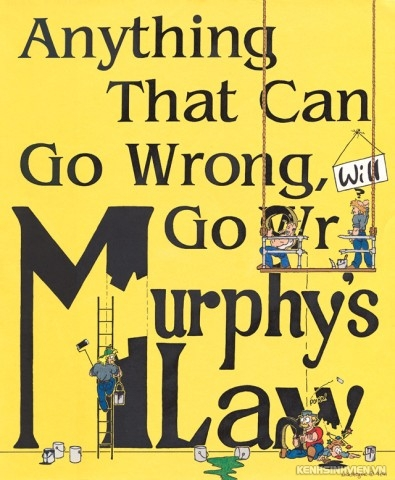 Anything
That Can
Go Wrong,
Will
Go Wr
Murphy's
Law
KENHSINHVIEN.VN